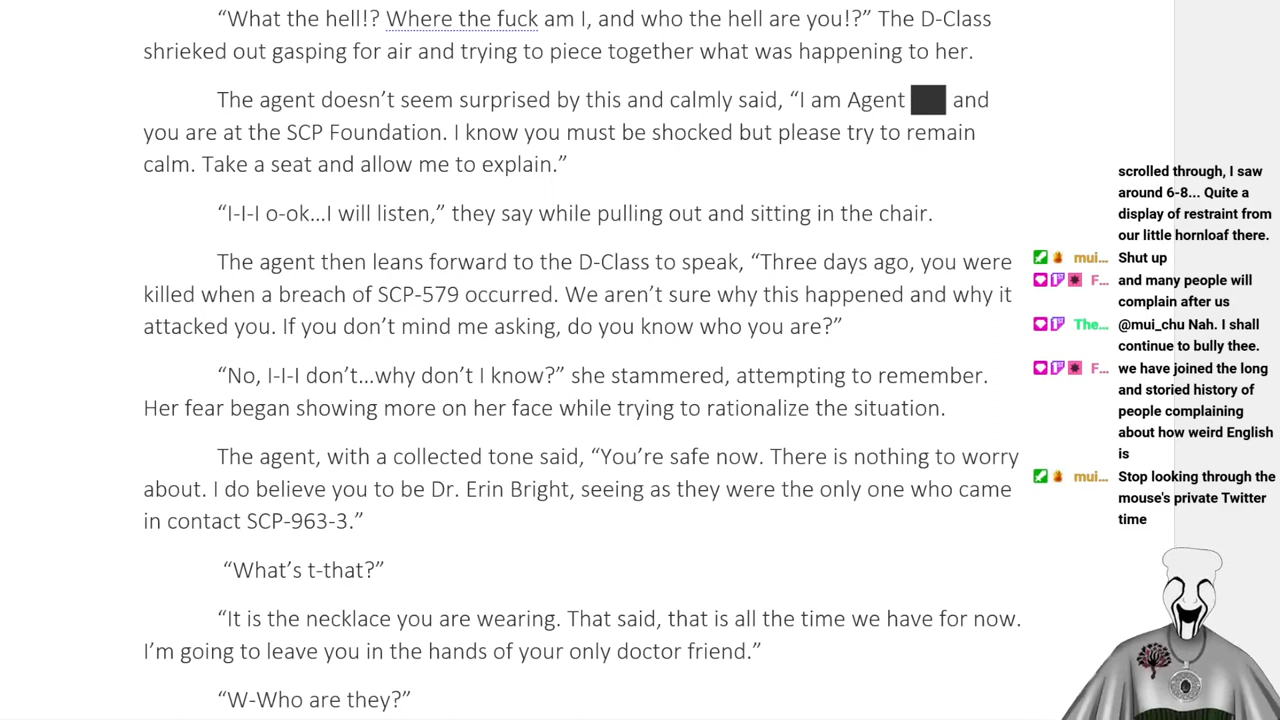 “What the hell!? Where the fuck am I, and who the hell are you!?” The D-Class
shrieked out gasping for air and trying to piece together what was happening to her.
The agent doesn’t seem surprised by this and calmly said, “I am Agent and
you are at the SCP Foundation. I know you must be shocked but please try to remain
calm. Take a seat and allow me to explain.”
“I-I-I o-ok...I will listen,” they say while pulling out and sitting in the chair.
The agent then leans forward to the D-Class to speak, “Three days ago, you were
killed when a breach of SCP-579 occurred. We aren’t sure why this happened and why it
attacked you. If you don’t mind me asking, do you know who you are?”
“No, I-I-I don’t...why don’t I know?” she stammered, attempting to remember.
Her fear began showing more on her face while trying to rationalize the situation.
The agent, with a collected tone said, “You’re safe now. There is nothing to worry
about. I do believe you to be Dr. Erin Bright, seeing as they were the only one who came
in contact SCP-963-3.”
“What’s t-that?”
“It is the necklace you are wearing. That said, that is all the time we have for now.
I’m going to leave you in the hands of your only doctor friend.”
“W-Who are they?”
scrolled through, I saw
around 6-8... Quite a
display of restraint from
our little hornloaf there.
mui... Shut up
F... and many people will
complain after us
The... @mui_chu Nah. I shall
continue to bully thee.
F... we have joined the long
and storied history of
people complaining
about how weird English
is
mui... Stop looking through the
mouse's private Twitter
time